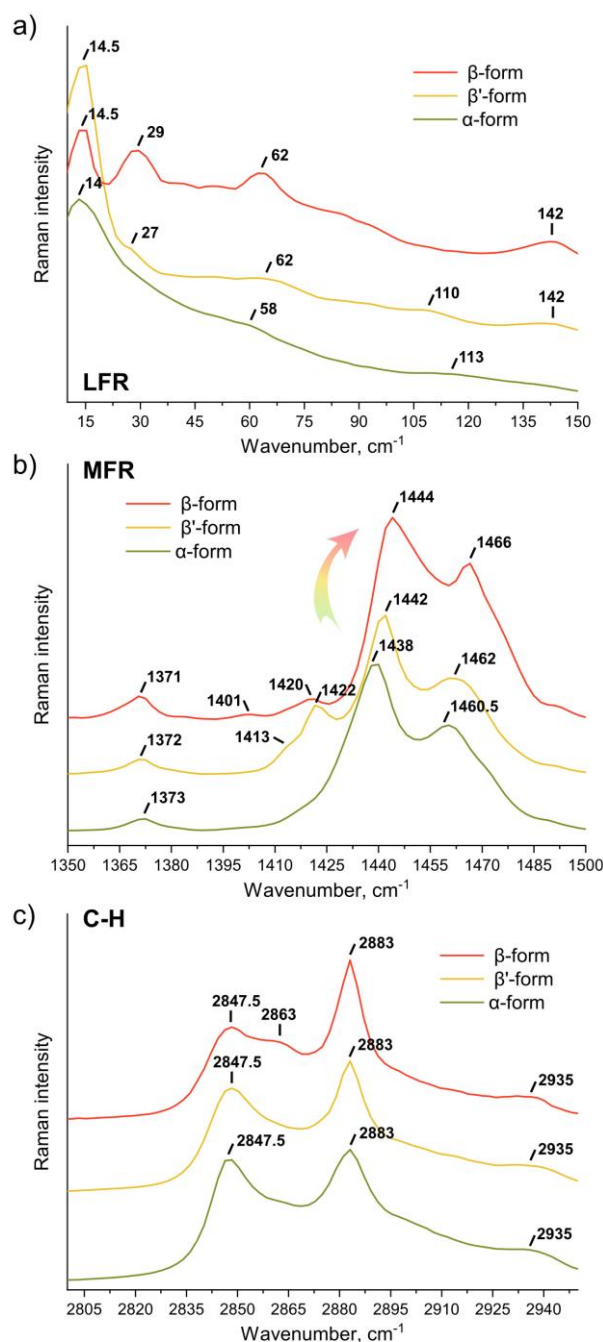 a)
14.5
14.5
29
62
14
27
62
110
142
142
58
113
β-form
β'-form
α-form
Raman intensity
LFR
15 30 45 60 75 90 105 120 135 150
Wavenumber, cm⁻¹
b)
MFR
β-form
β'-form
α-form
1444
1466
1442
1438
1462
1460.5
1371
1401
1420
1422
1372
1413
1373
Raman intensity
1350 1365 1380 1395 1410 1425 1440 1455 1470 1485 1500
Wavenumber, cm⁻¹
c)
C-H
β-form
β'-form
α-form
2883
2847.5
2863
2883
2847.5
2935
2847.5
2883
2935
2935
Raman intensity
2805 2820 2835 2850 2865 2880 2895 2910 2925 2940
Wavenumber, cm⁻¹